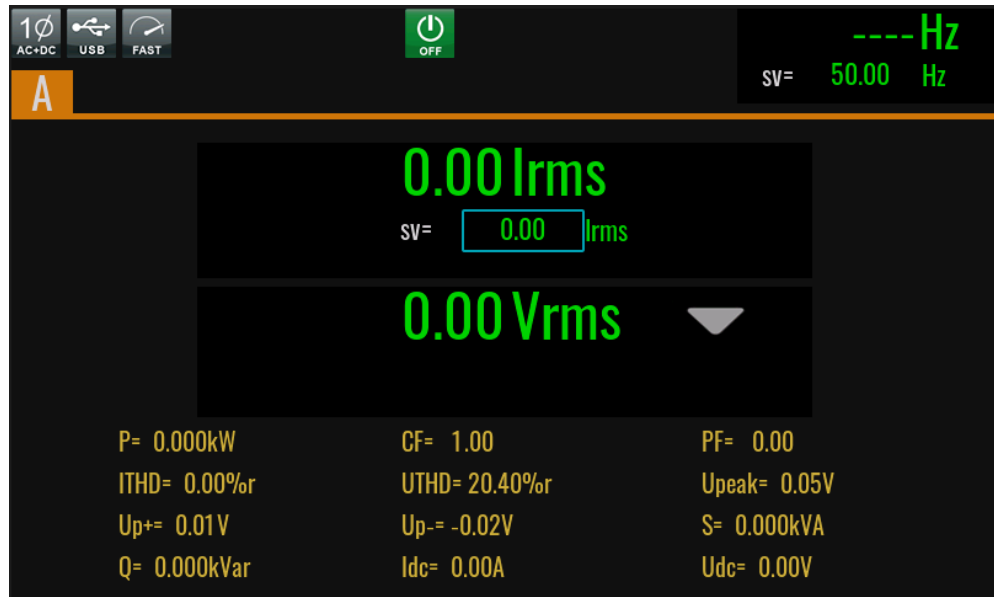 1Ø
AC+DC
USB
FAST
OFF
---- Hz
sv= 50.00 Hz
A
0.00 Irms
sv= 0.00 Irms
0.00 Vrms
P= 0.000kW CF= 1.00 PF= 0.00
ITHD= 0.00%r UTHD= 20.40%r Upeak= 0.05V
Up+= 0.01V Up-= -0.02V S= 0.000kVA
Q= 0.000kVar Idc= 0.00A Udc= 0.00V